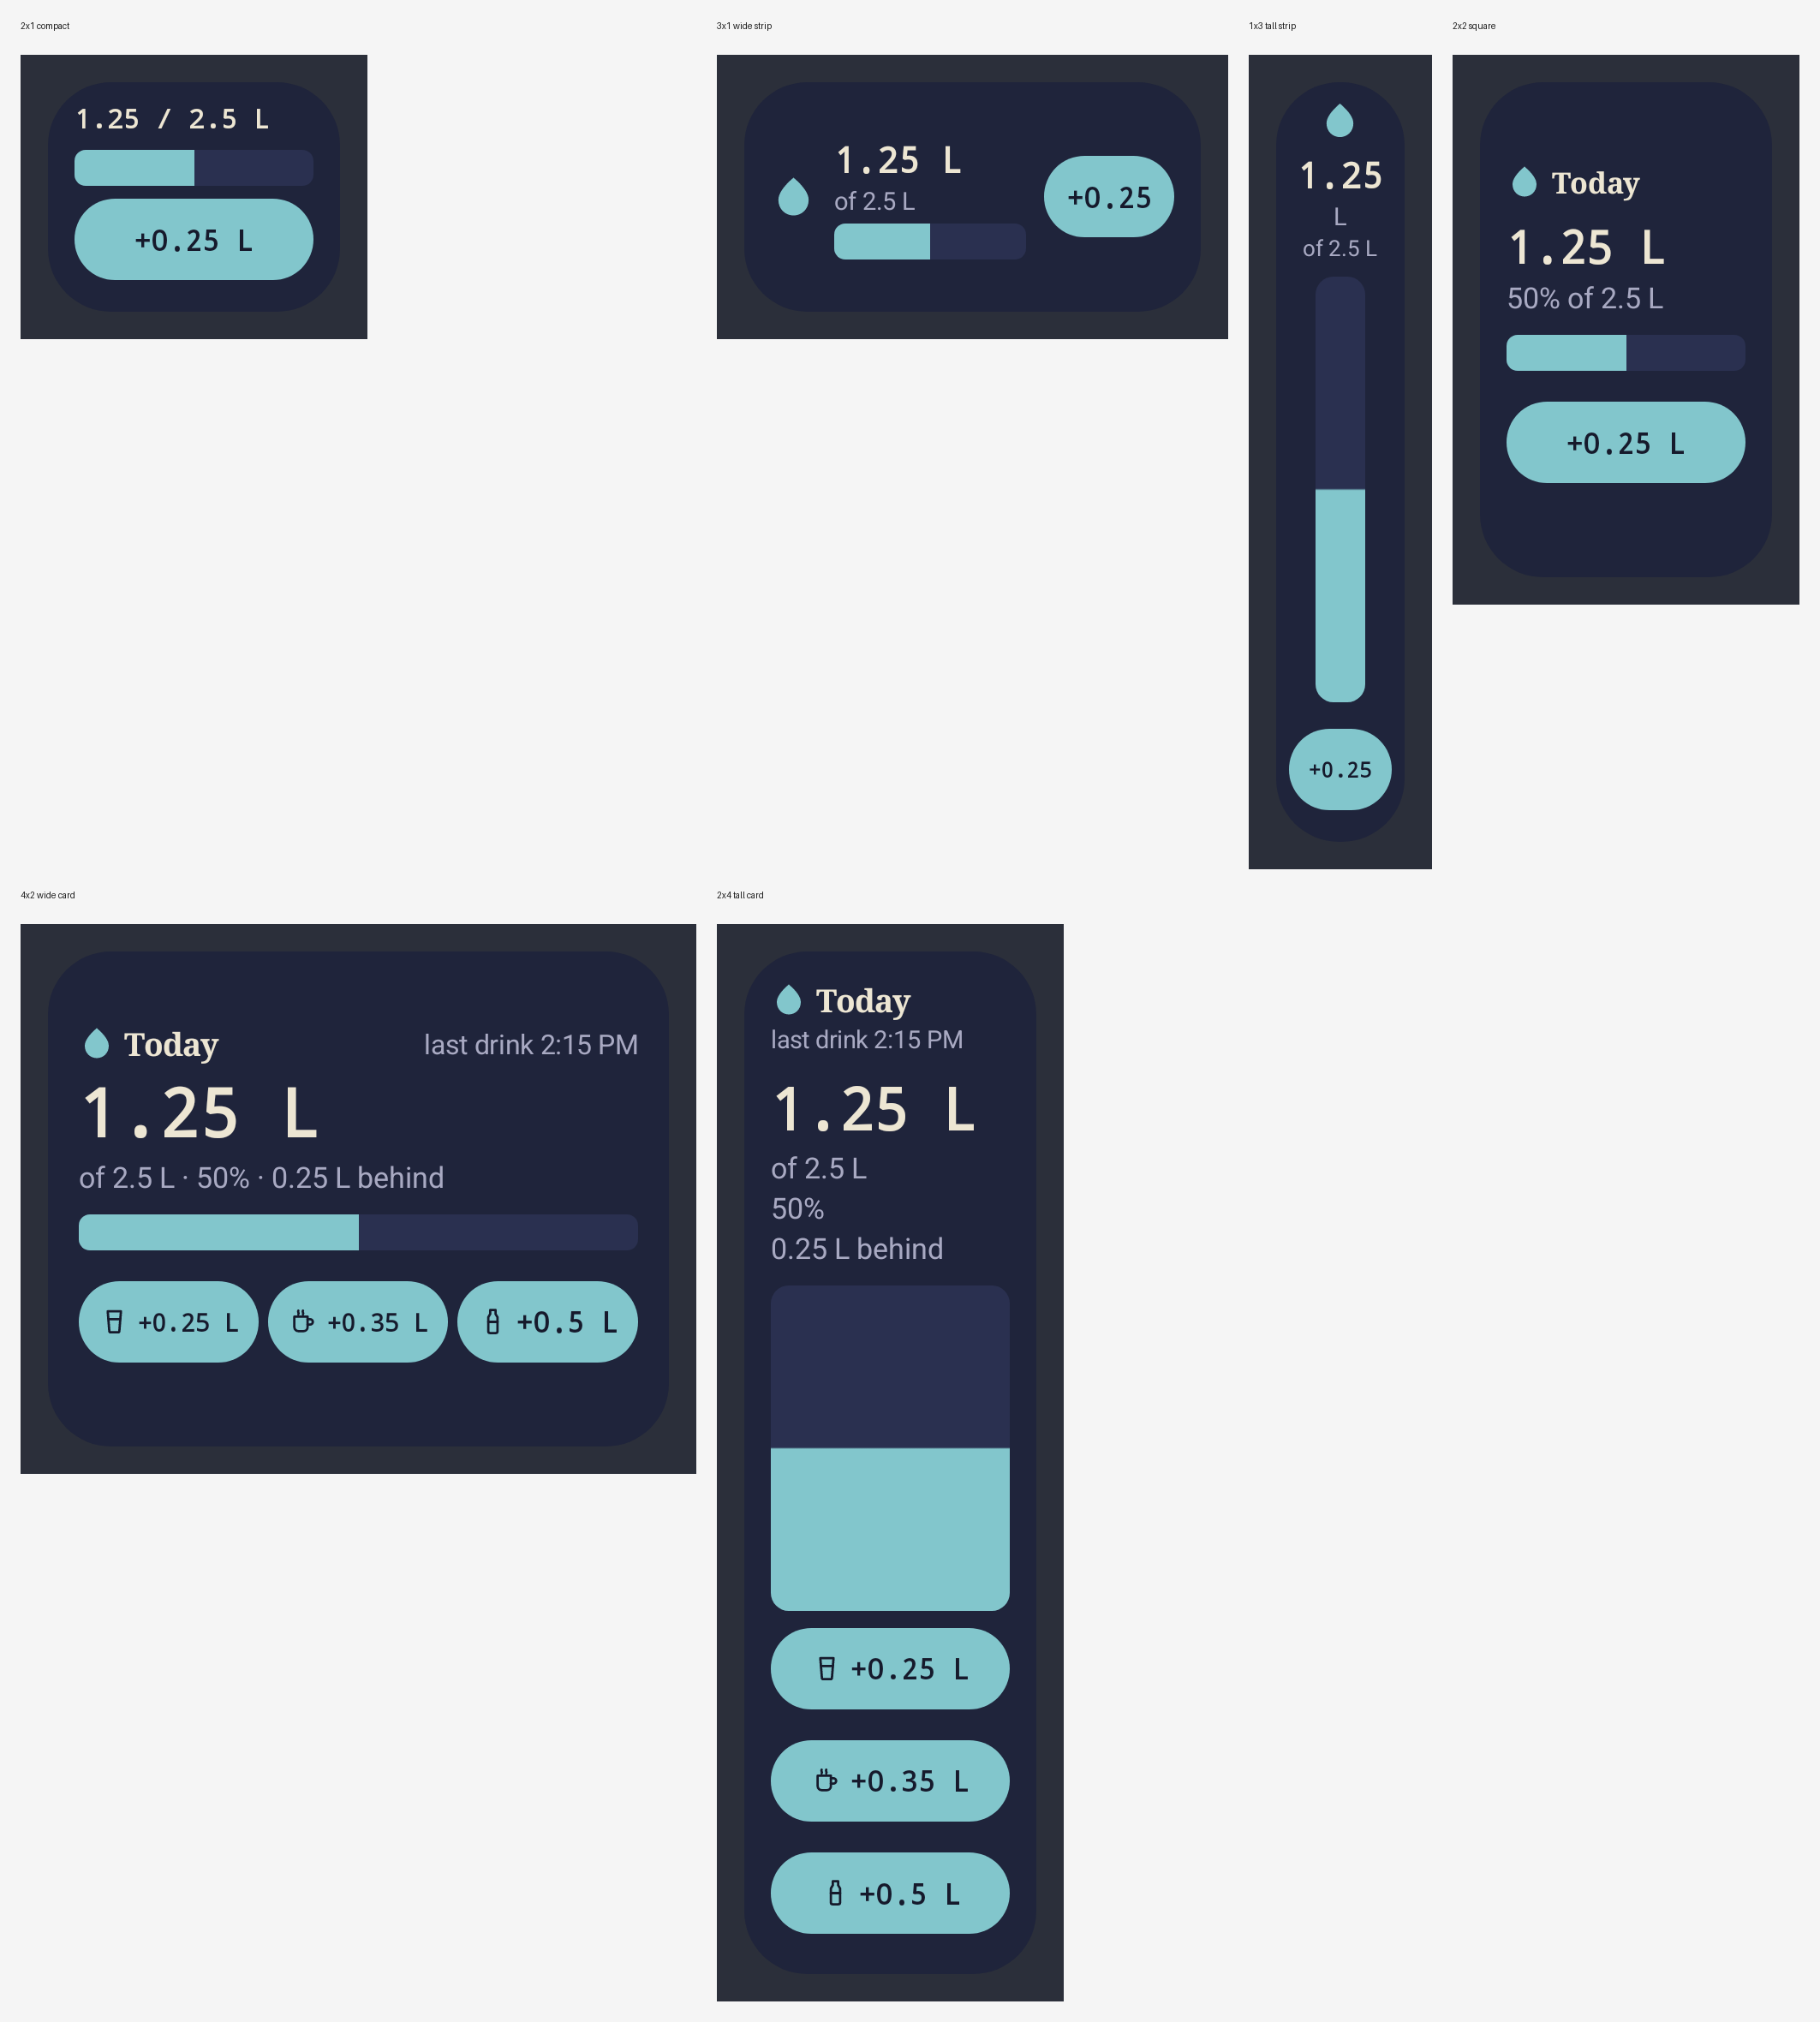 2x1 compact
1.25 / 2.5 L
+0.25 L
3x1 wide strip
1.25 L
of 2.5 L
+0.25
1x3 tall strip
1.25
L
of 2.5 L
+0.25
2x2 square
Today
1.25 L
50% of 2.5 L
+0.25 L
4x2 wide card
Today
last drink 2:15 PM
1.25 L
of 2.5 L · 50% · 0.25 L behind
+0.25 L
+0.35 L
+0.5 L
2x4 tall card
Today
last drink 2:15 PM
1.25 L
of 2.5 L
50%
0.25 L behind
+0.25 L
+0.35 L
+0.5 L